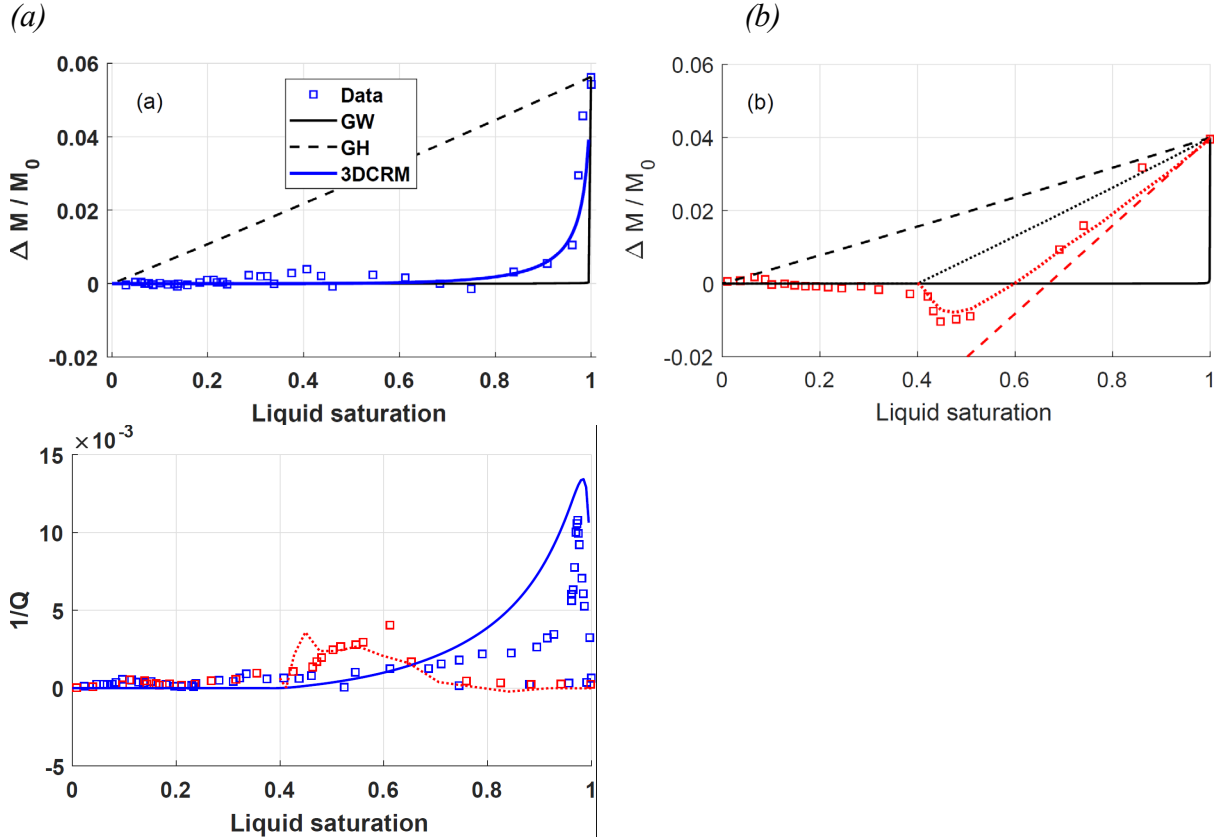 (a)
(b)
0.06
0.04
0.02
0
-0.02
Δ M / M0
(a)
Data
GW
GH
3DCRM
0 0.2 0.4 0.6 0.8 1
Liquid saturation
0.06
0.04
0.02
0
-0.02
Δ M / M0
(b)
0 0.2 0.4 0.6 0.8 1
Liquid saturation
×10-3
15
10
5
0
-5
1/Q
0 0.2 0.4 0.6 0.8 1
Liquid saturation